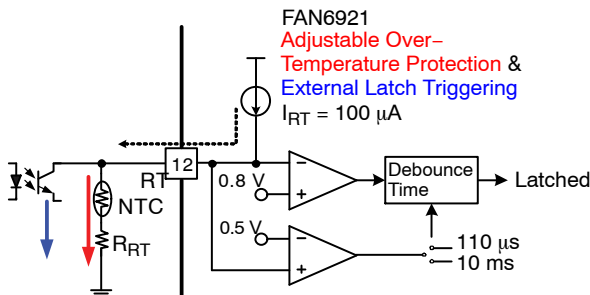 FAN6921
Adjustable Over−
Temperature Protection &
External Latch Triggering
IRT = 100 μA
12
RT
NTC
RRT
0.8 V
−
+
0.5 V
−
+
Debounce
Time
Latched
110 μs
10 ms